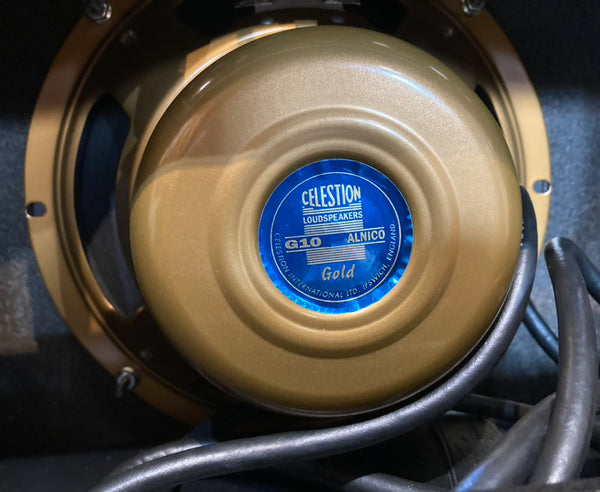 CELESTION
LOUDSPEAKERS
G10 ALNICO
Gold
CELESTION INTERNATIONAL LTD. IPSWICH, ENGLAND